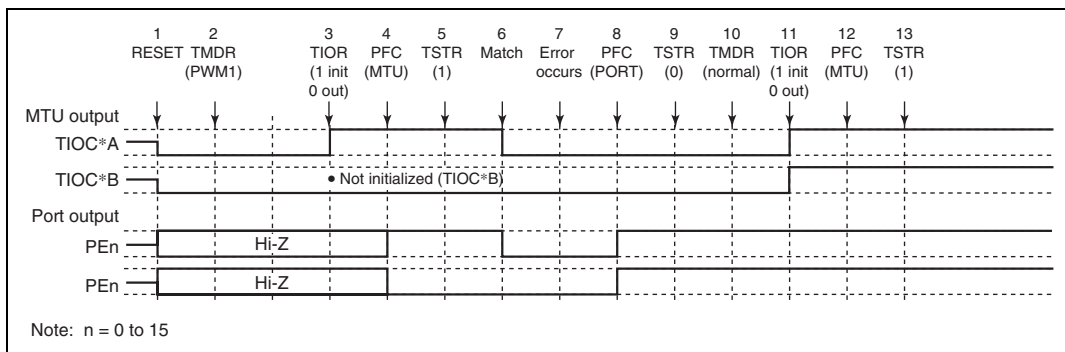 1 2 3 4 5 6 7 8 9 10 11 12 13
RESET TMDR TIOR PFC TSTR Match Error PFC TSTR TMDR TIOR PFC TSTR
(PWM1) (1 init (MTU) (1) occurs (PORT) (0) (normal) (1 init (MTU) (1)
0 out) 0 out)
MTU output
TIOC*A
TIOC*B
• Not initialized (TIOC*B)
Port output
PEn Hi-Z
PEn Hi-Z
Note: n = 0 to 15